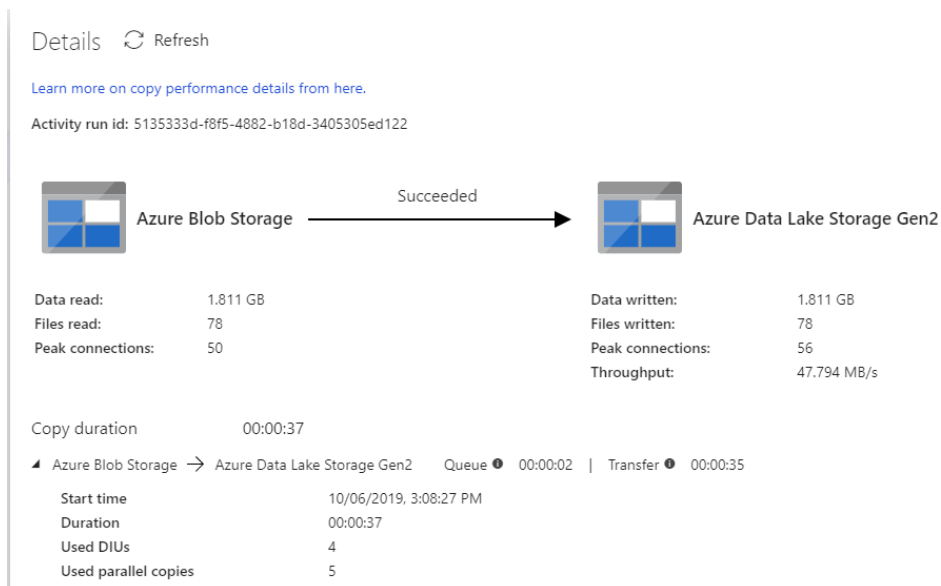 Details Refresh
Learn more on copy performance details from here.
Activity run id: 5135333d-f8f5-4882-b18d-3405305ed122
Succeeded
Azure Blob Storage Azure Data Lake Storage Gen2
Data read: 1.811 GB Data written: 1.811 GB
Files read: 78 Files written: 78
Peak connections: 50 Peak connections: 56
Throughput: 47.794 MB/s
Copy duration 00:00:37
Azure Blob Storage → Azure Data Lake Storage Gen2 Queue 00:00:02 | Transfer 00:00:35
Start time 10/06/2019, 3:08:27 PM
Duration 00:00:37
Used DIUs 4
Used parallel copies 5